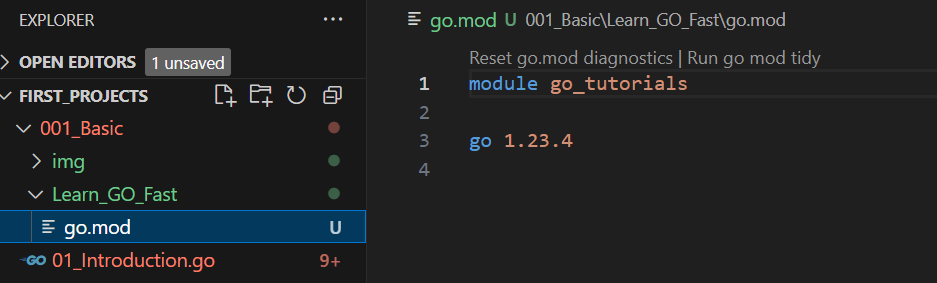 EXPLORER
OPEN EDITORS 1 unsaved
FIRST_PROJECTS
001_Basic
img
Learn_GO_Fast
go.mod U
GO 01_Introduction.go 9+
go.mod U 001_Basic\Learn_GO_Fast\go.mod
Reset go.mod diagnostics | Run go mod tidy
1 module go_tutorials
2
3 go 1.23.4
4